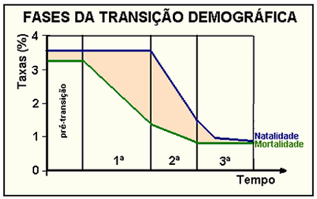 FASES DA TRANSIÇÃO DEMOGRÁFICA
Taxas (%)
4
3
2
1
0
pré-transição
1ª
2ª
3ª
Natalidade
Mortalidade
Tempo